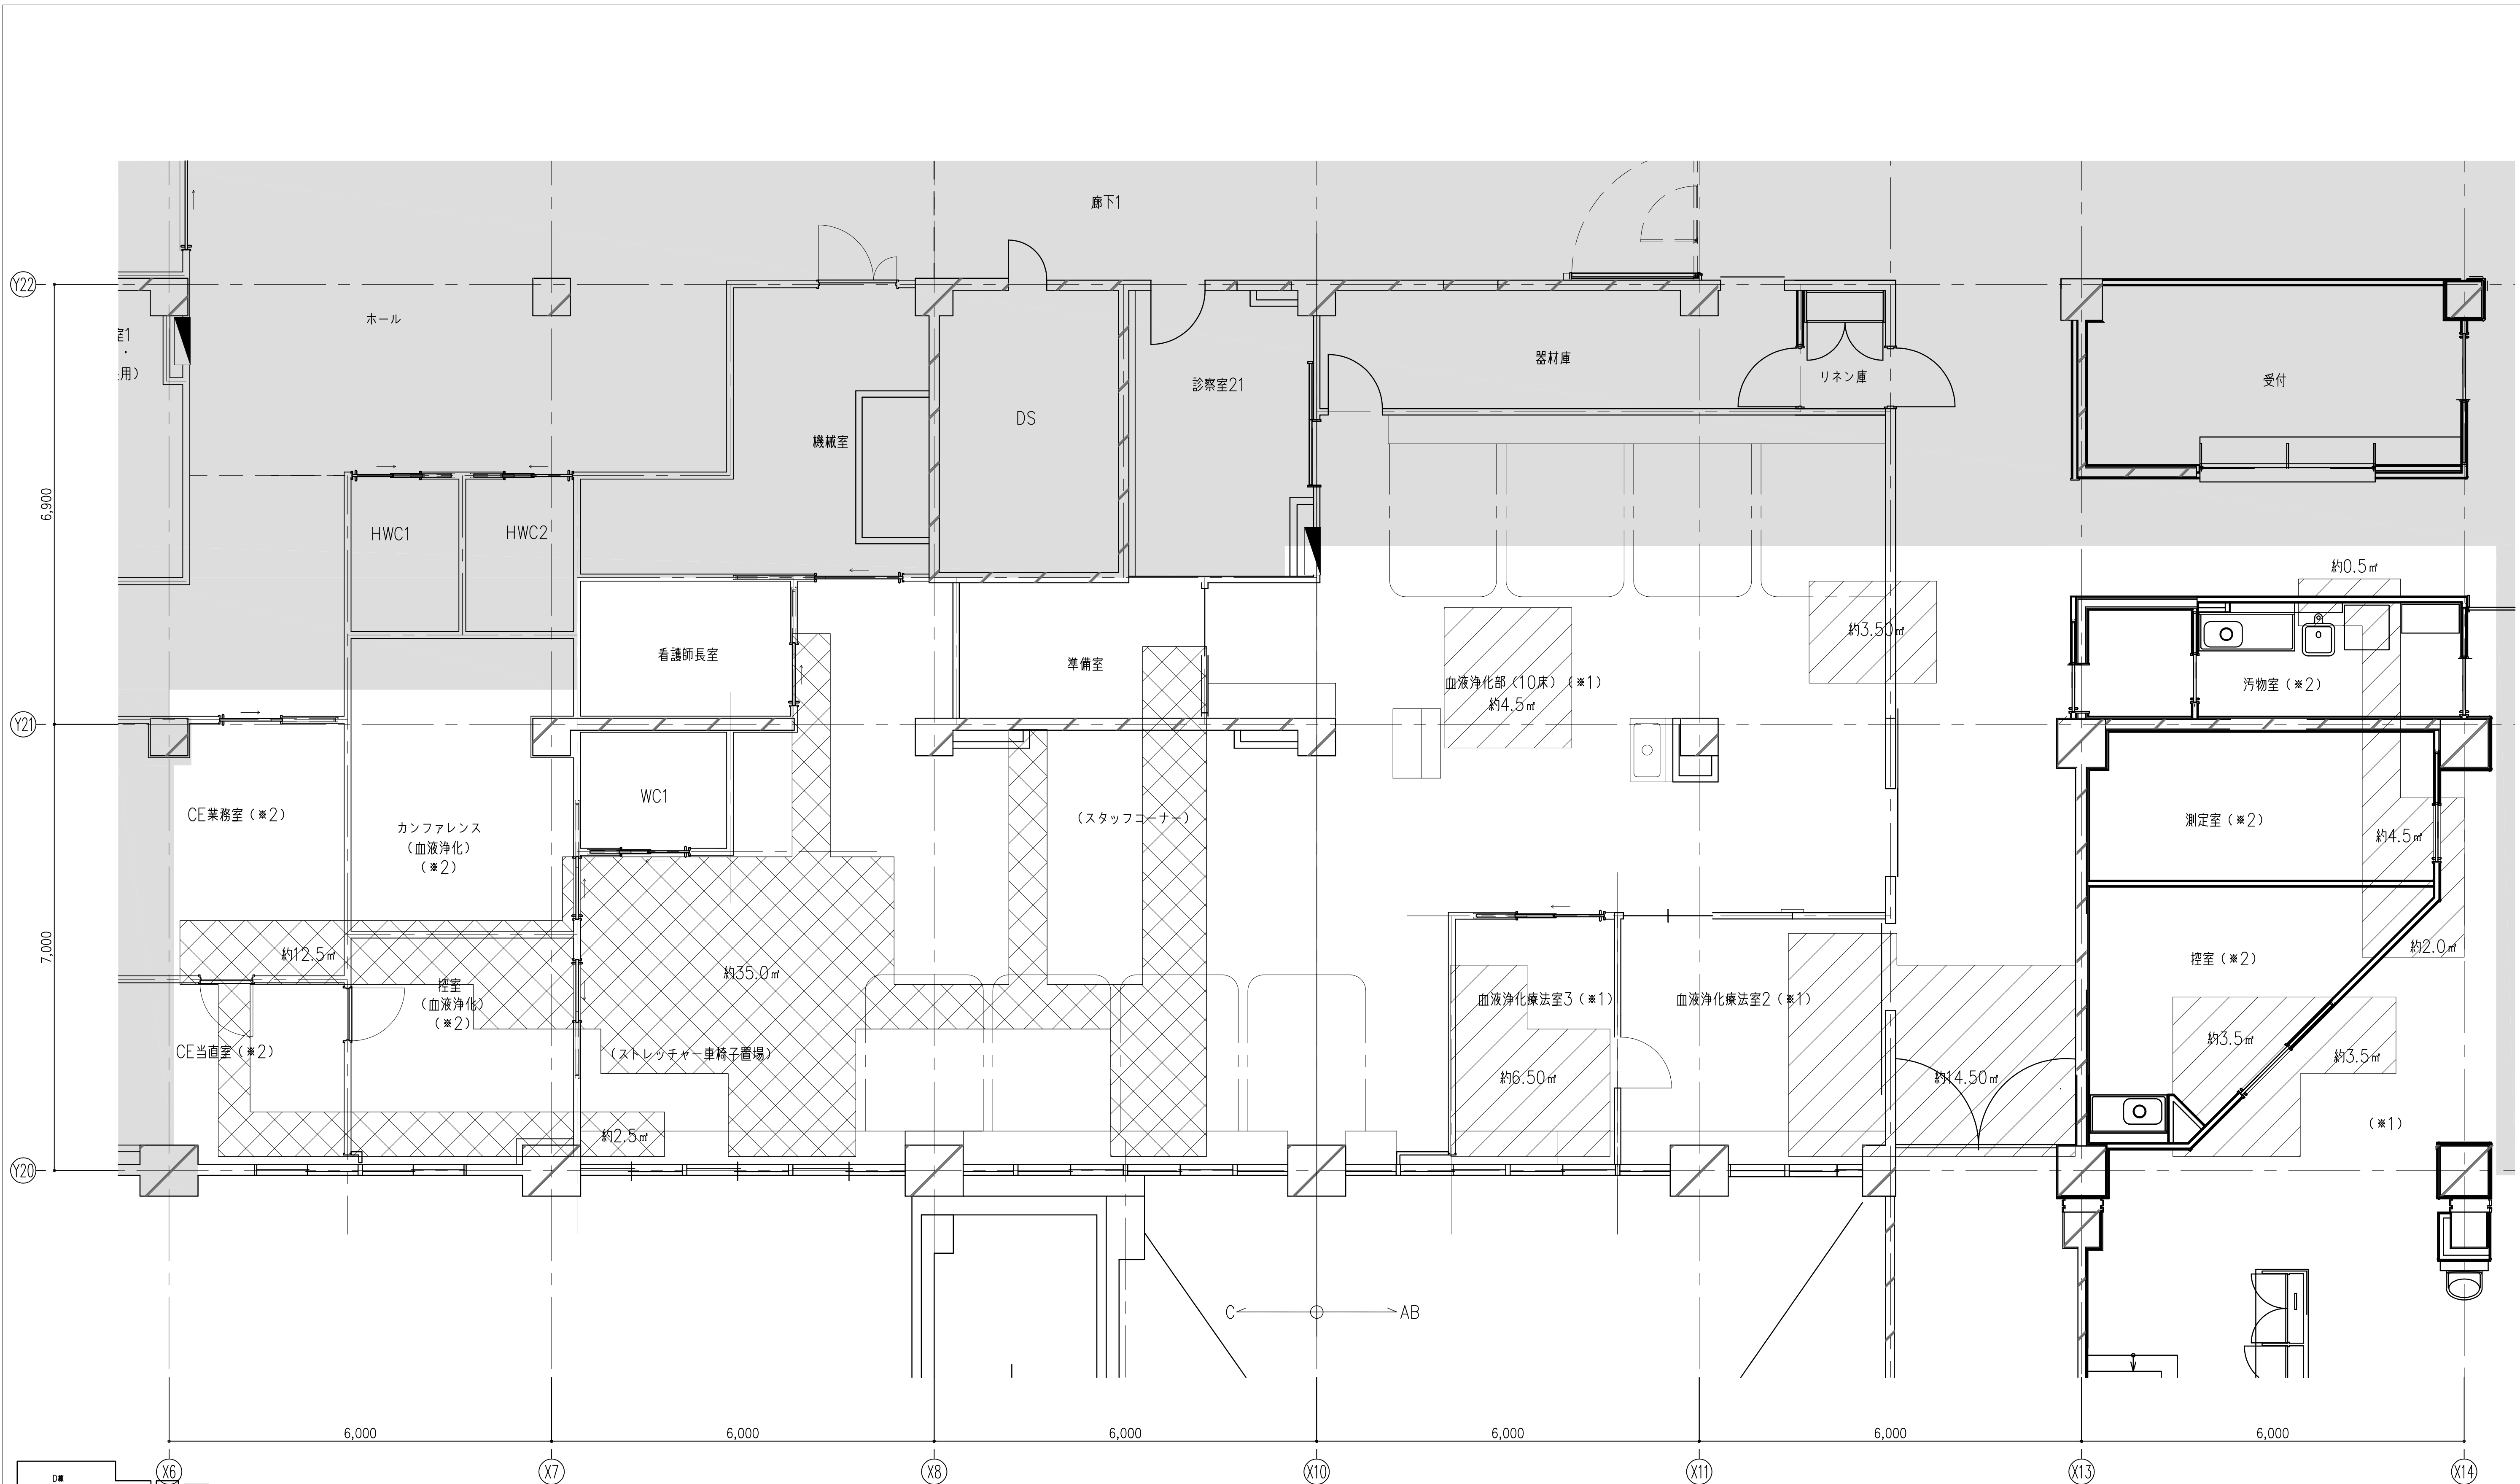 廊下1
Y22
ホール
室1
・
用）
器材庫
リネン庫
受付
診察室21
DS
機械室
6,900
HWC1
HWC2
約0.5㎡
約3.50㎡
看護師長室
準備室
血液浄化部（10床）（※1）
約4.5㎡
汚物室（※2）
Y21
WC1
CE業務室（※2）
カンファレンス
（血液浄化）
（※2）
（スタッフコーナー）
測定室（※2）
約4.5㎡
7,000
約12.5㎡
約35.0㎡
控室
（血液浄化）
（※2）
血液浄化療法室3（※1）
血液浄化療法室2（※1）
控室（※2）
約2.0㎡
CE当直室（※2）
（ストレッチャー車椅子置場）
約6.50㎡
約14.50㎡
約3.5㎡
約3.5㎡
（※1）
約2.5㎡
Y20
C
AB
6,000
6,000
6,000
6,000
6,000
6,000
X6
X7
X8
X10
X11
X13
X14